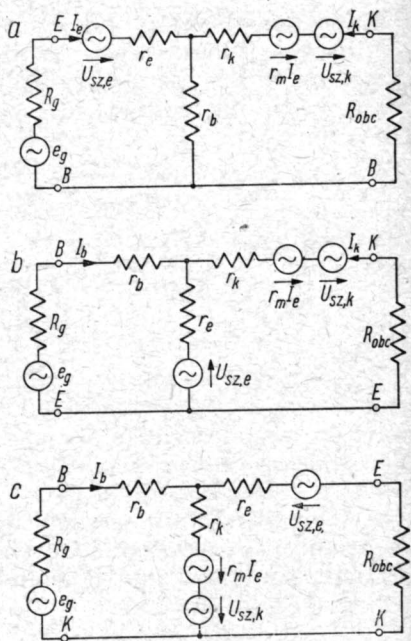 a E I_e r_e r_k I_k K
U_sz,e r_m I_e U_sz,k
R_g r_b R_obc
e_g
B B
b B I_b r_b r_k I_k K
r_m I_e U_sz,k
R_g r_e R_obc
e_g U_sz,e
E E
c B I_b r_b r_e E
r_k U_sz,e,
R_g r_m I_e R_obc
e_g. U_sz,k
K K